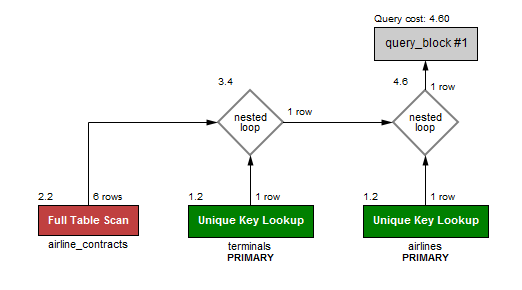 Query cost: 4.60
query_block #1
3.4
4.6
1 row
nested
loop
1 row
nested
loop
2.2
6 rows
1.2
1 row
1.2
1 row
Full Table Scan
Unique Key Lookup
Unique Key Lookup
airline_contracts
terminals
airlines
PRIMARY
PRIMARY